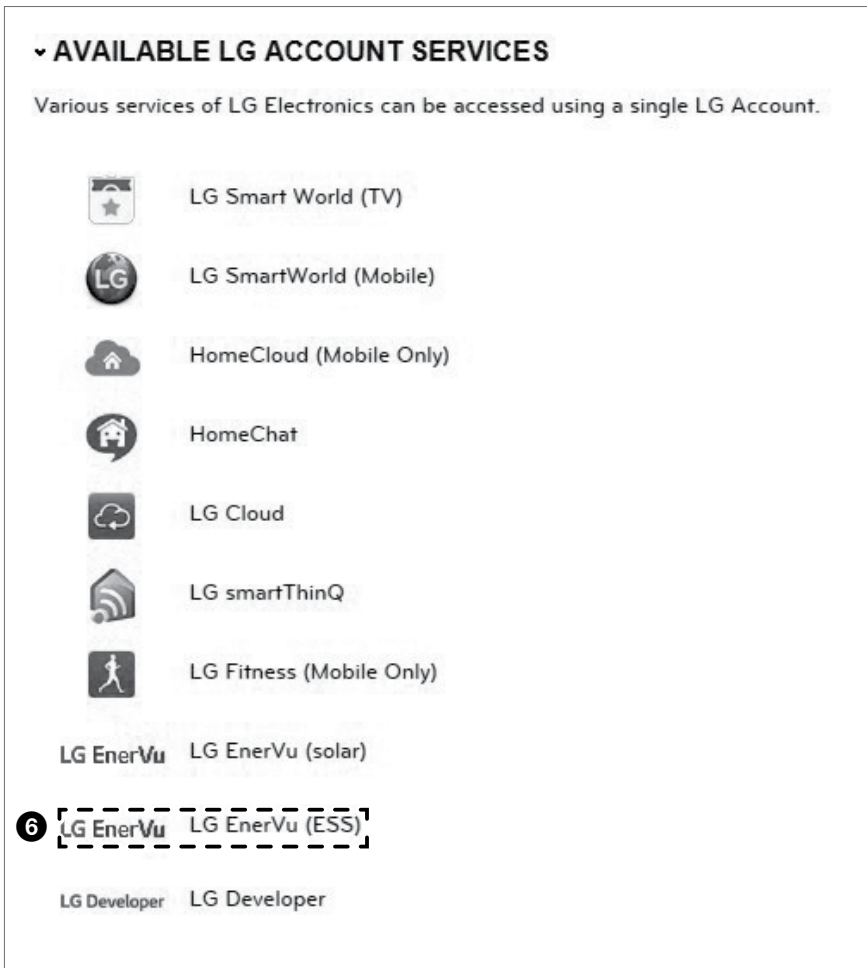 AVAILABLE LG ACCOUNT SERVICES
Various services of LG Electronics can be accessed using a single LG Account.
LG Smart World (TV)
LG LG SmartWorld (Mobile)
HomeCloud (Mobile Only)
HomeChat
LG Cloud
LG smartThinQ
LG Fitness (Mobile Only)
LG EnerVu LG EnerVu (solar)
6 LG EnerVu LG EnerVu (ESS)
LG Developer LG Developer